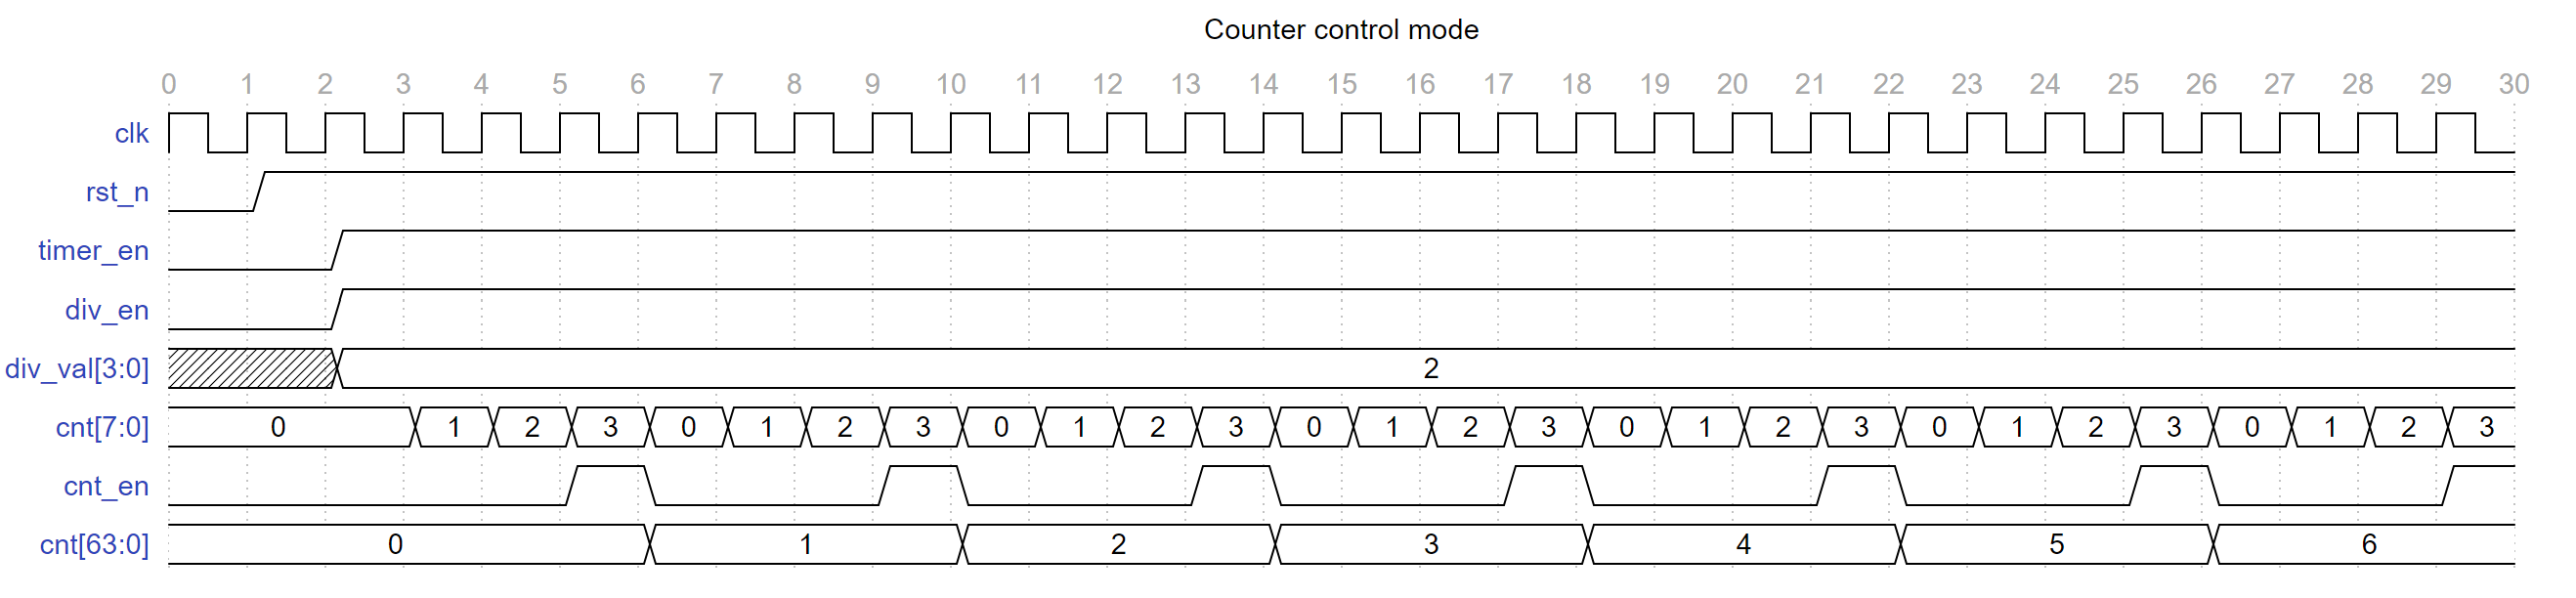 Counter control mode
0 1 2 3 4 5 6 7 8 9 10 11 12 13 14 15 16 17 18 19 20 21 22 23 24 25 26 27 28 29 30
clk
rst_n
timer_en
div_en
div_val[3:0] 2
cnt[7:0] 0 1 2 3 0 1 2 3 0 1 2 3 0 1 2 3 0 1 2 3 0 1 2 3 0 1 2 3
cnt_en
cnt[63:0] 0 1 2 3 4 5 6